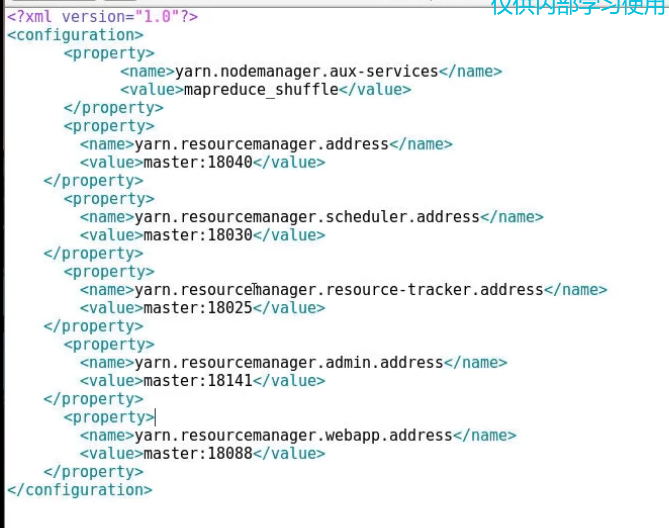 仅供内部学习使用
<?xml version="1.0"?>
<configuration>
<property>
<name>yarn.nodemanager.aux-services</name>
<value>mapreduce_shuffle</value>
</property>
<property>
<name>yarn.resourcemanager.address</name>
<value>master:18040</value>
</property>
<property>
<name>yarn.resourcemanager.scheduler.address</name>
<value>master:18030</value>
</property>
<property>
<name>yarn.resourcemanager.resource-tracker.address</name>
<value>master:18025</value>
</property>
<property>
<name>yarn.resourcemanager.admin.address</name>
<value>master:18141</value>
</property>
<property>
<name>yarn.resourcemanager.webapp.address</name>
<value>master:18088</value>
</property>
</configuration>